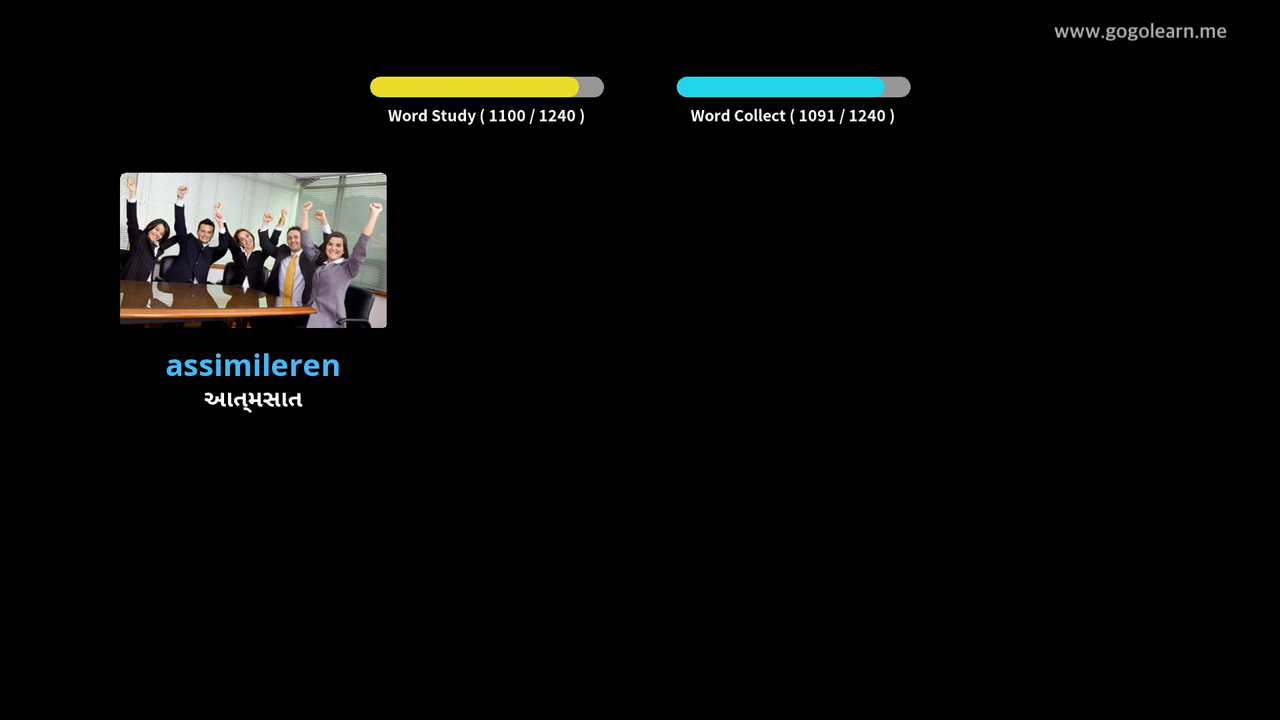 www.gogolearn.me
Word Study ( 1100 / 1240 )
Word Collect ( 1091 / 1240 )
assimileren
આત્મસાત